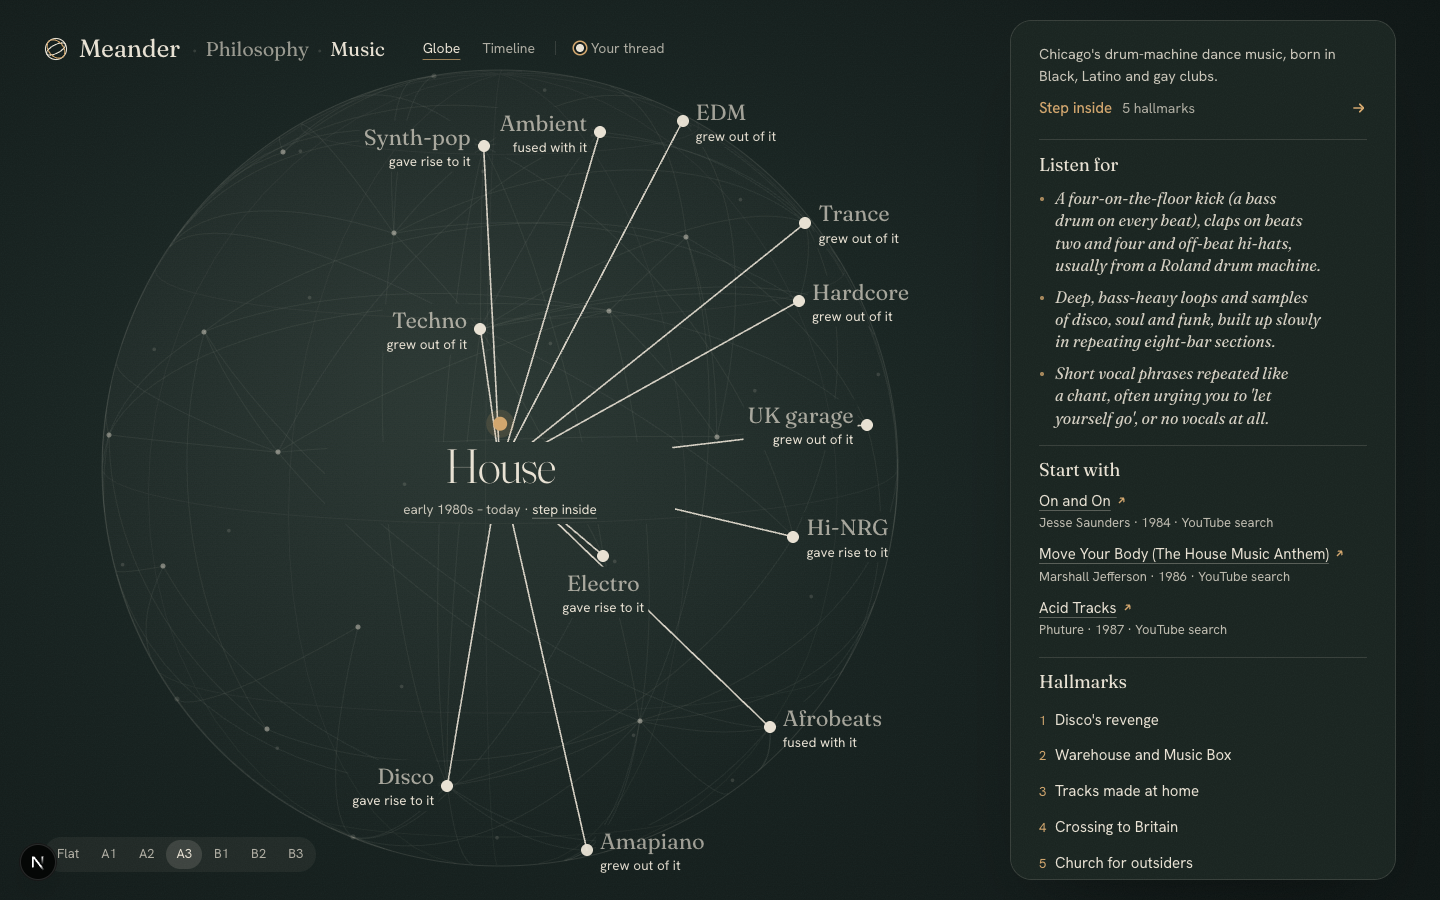 Meander · Philosophy · Music
Globe
Timeline
Your thread
Synth-pop
gave rise to it
Ambient
fused with it
EDM
grew out of it
Trance
grew out of it
Hardcore
grew out of it
Techno
grew out of it
UK garage
grew out of it
House
early 1980s – today · step inside
Hi-NRG
gave rise to it
Electro
gave rise to it
Afrobeats
fused with it
Disco
gave rise to it
Amapiano
grew out of it
N
Flat
A1
A2
A3
B1
B2
B3
Chicago's drum-machine dance music, born in
Black, Latino and gay clubs.
Step inside 5 hallmarks →
Listen for
• A four-on-the-floor kick (a bass
drum on every beat), claps on beats
two and four and off-beat hi-hats,
usually from a Roland drum machine.
• Deep, bass-heavy loops and samples
of disco, soul and funk, built up slowly
in repeating eight-bar sections.
• Short vocal phrases repeated like
a chant, often urging you to 'let
yourself go', or no vocals at all.
Start with
On and On ↗
Jesse Saunders · 1984 · YouTube search
Move Your Body (The House Music Anthem) ↗
Marshall Jefferson · 1986 · YouTube search
Acid Tracks ↗
Phuture · 1987 · YouTube search
Hallmarks
1 Disco's revenge
2 Warehouse and Music Box
3 Tracks made at home
4 Crossing to Britain
5 Church for outsiders